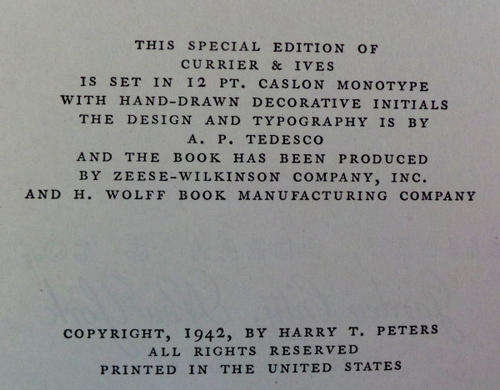 THIS SPECIAL EDITION OF
CURRIER & IVES
IS SET IN 12 PT. CASLON MONOTYPE
WITH HAND-DRAWN DECORATIVE INITIALS
THE DESIGN AND TYPOGRAPHY IS BY
A. P. TEDESCO
AND THE BOOK HAS BEEN PRODUCED
BY ZEESE-WILKINSON COMPANY, INC.
AND H. WOLFF BOOK MANUFACTURING COMPANY
COPYRIGHT, 1942, BY HARRY T. PETERS
ALL RIGHTS RESERVED
PRINTED IN THE UNITED STATES